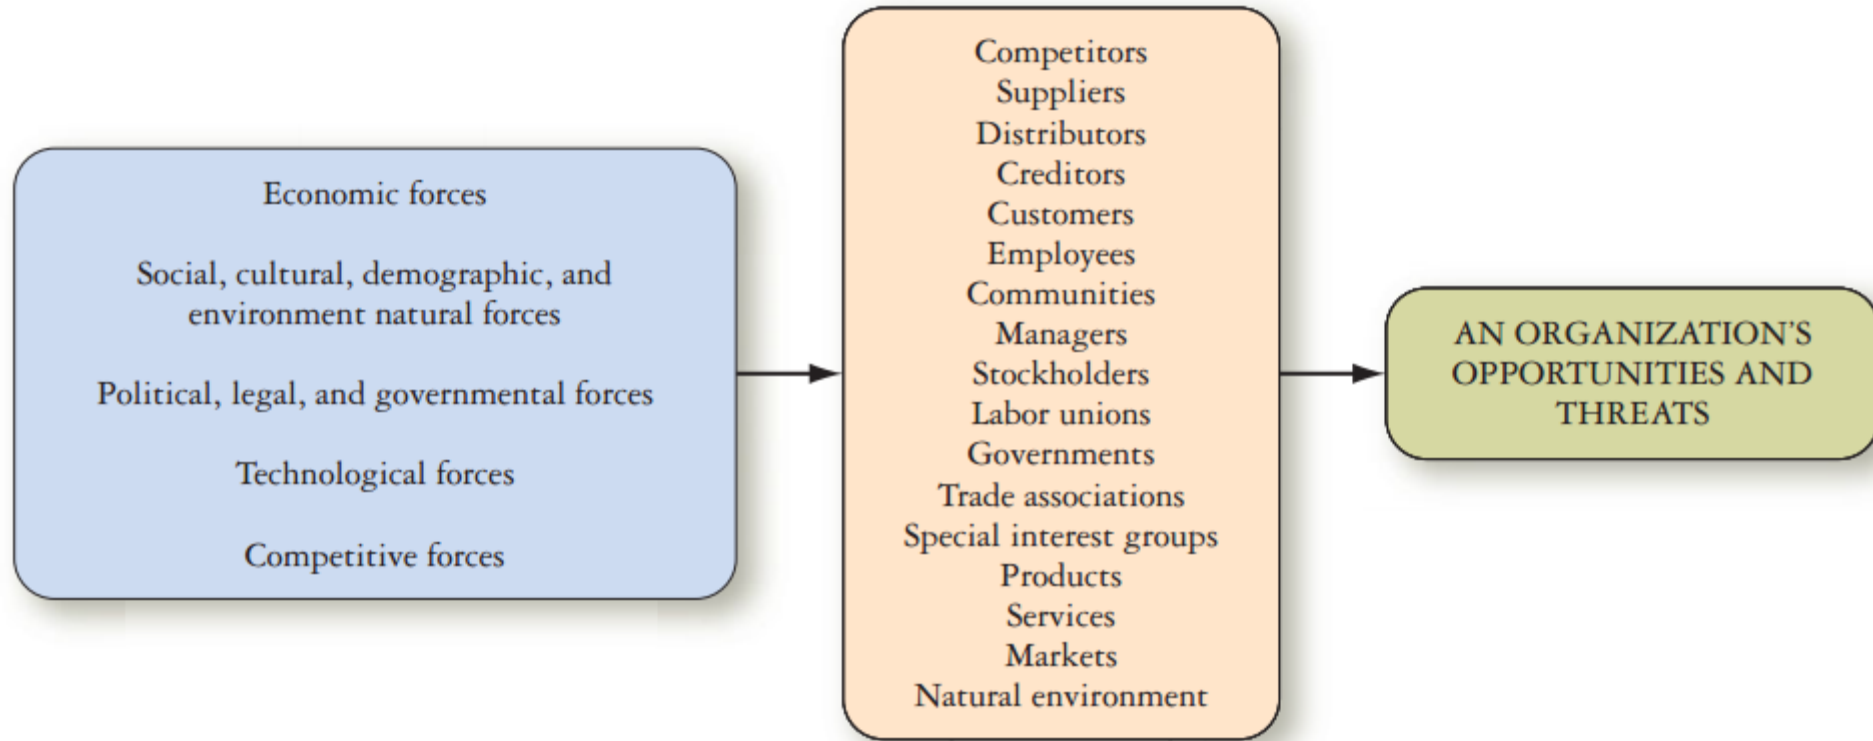 Economic forces
Social, cultural, demographic, and
environment natural forces
Political, legal, and governmental forces
Technological forces
Competitive forces
Competitors
Suppliers
Distributors
Creditors
Customers
Employees
Communities
Managers
Stockholders
Labor unions
Governments
Trade associations
Special interest groups
Products
Services
Markets
Natural environment
AN ORGANIZATION'S
OPPORTUNITIES AND
THREATS